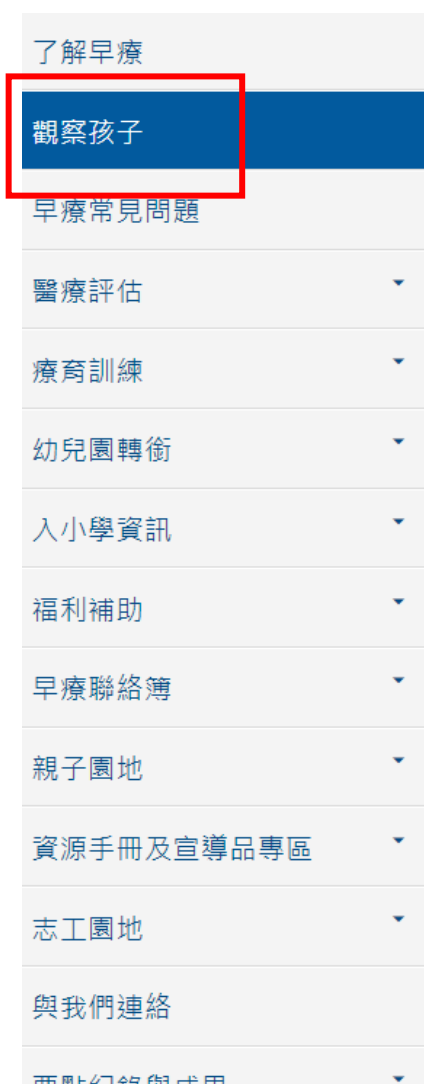 了解早療
觀察孩子
早療常見問題
醫療評估
療育訓練
幼兒園轉銜
入小學資訊
福利補助
早療聯絡簿
親子園地
資源手冊及宣導品專區
志工園地
與我們連絡